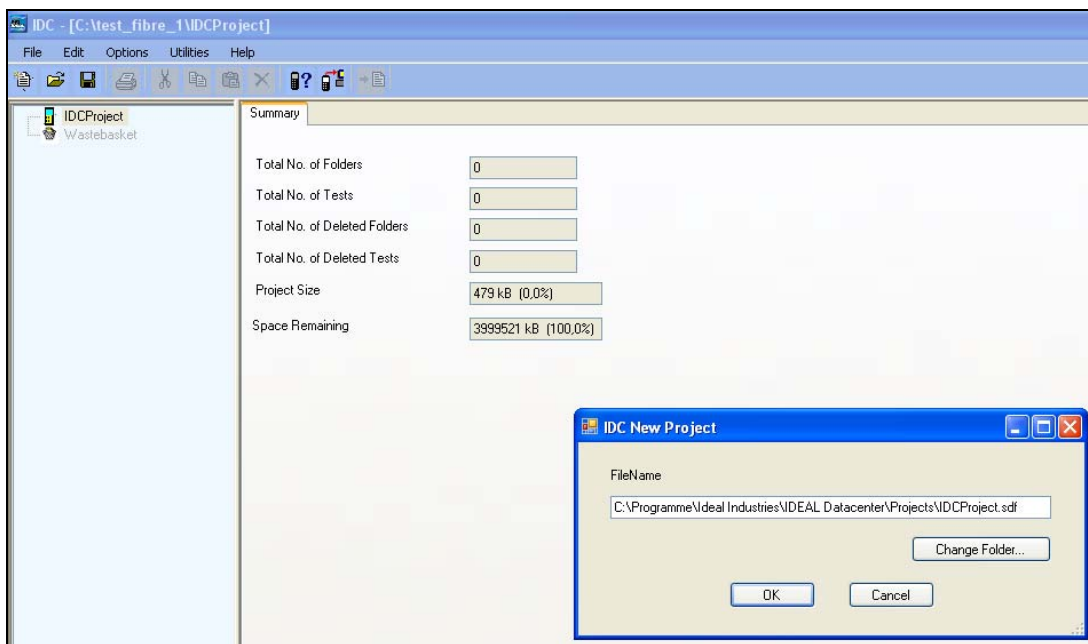 IDC - [C:\test_fibre_1\IDCProject]
File Edit Options Utilities Help
IDCProject
Wastebasket
Summary
Total No. of Folders 0
Total No. of Tests 0
Total No. of Deleted Folders 0
Total No. of Deleted Tests 0
Project Size 479 kB (0,0%)
Space Remaining 3999521 kB (100,0%)
IDC New Project
FileName
C:\Programme\Ideal Industries\IDEAL Datacenter\Projects\IDCProject.sdf
Change Folder...
OK Cancel